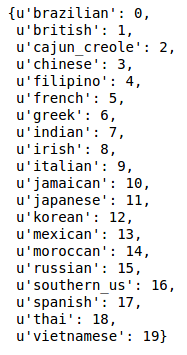 {u'brazilian': 0,
u'british': 1,
u'cajun_creole': 2,
u'chinese': 3,
u'filipino': 4,
u'french': 5,
u'greek': 6,
u'indian': 7,
u'irish': 8,
u'italian': 9,
u'jamaican': 10,
u'japanese': 11,
u'korean': 12,
u'mexican': 13,
u'moroccan': 14,
u'russian': 15,
u'southern_us': 16,
u'spanish': 17,
u'thai': 18,
u'vietnamese': 19}